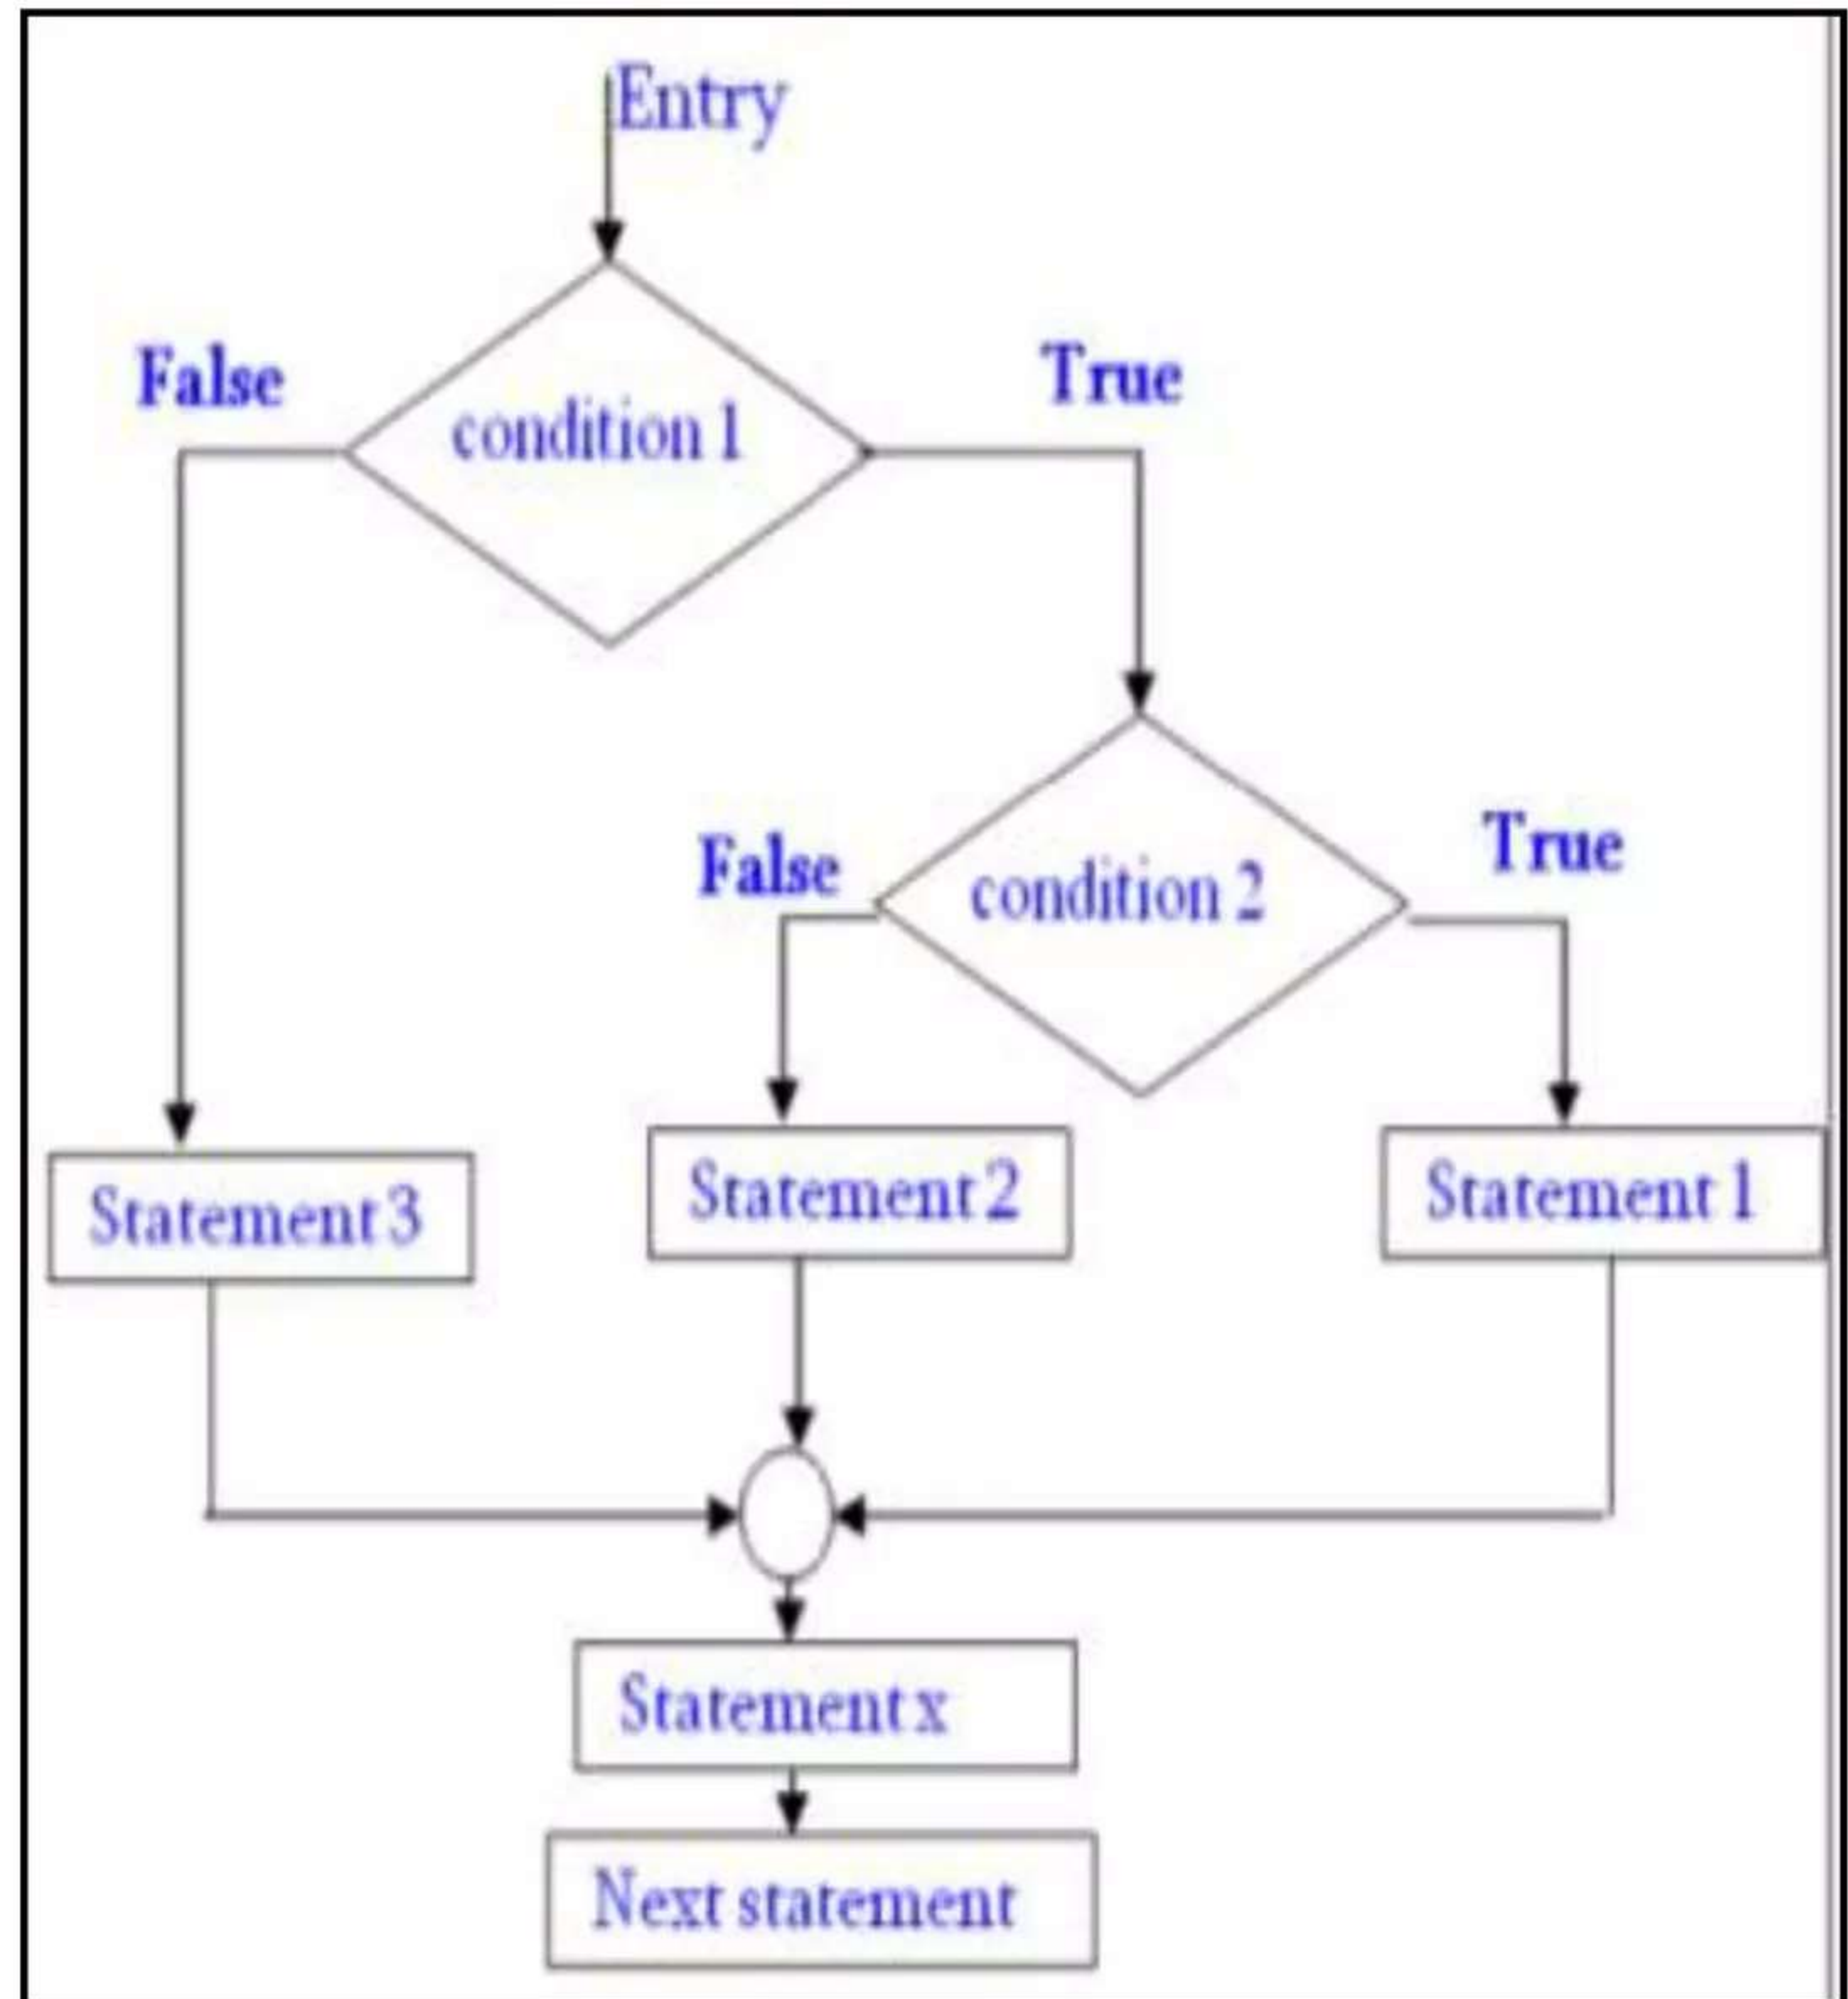 Entry
False
True
condition 1
False
True
condition 2
Statement 3
Statement 2
Statement 1
Statement x
Next statement